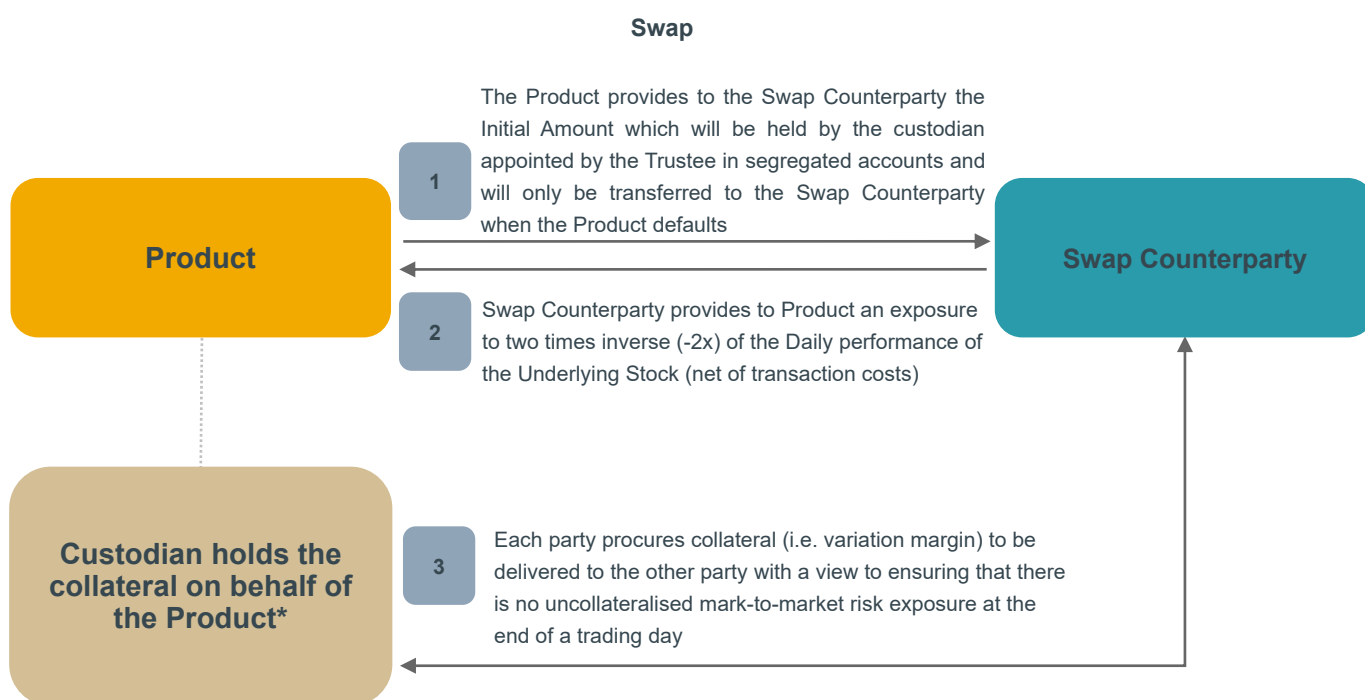 Swap
The Product provides to the Swap Counterparty the
Initial Amount which will be held by the custodian
appointed by the Trustee in segregated accounts and
will only be transferred to the Swap Counterparty
when the Product defaults
1
Product
Swap Counterparty
2
Swap Counterparty provides to Product an exposure
to two times inverse (-2x) of the Daily performance of
the Underlying Stock (net of transaction costs)
Custodian holds the
collateral on behalf of
the Product*
3
Each party procures collateral (i.e. variation margin) to be
delivered to the other party with a view to ensuring that there
is no uncollateralised mark-to-market risk exposure at the
end of a trading day